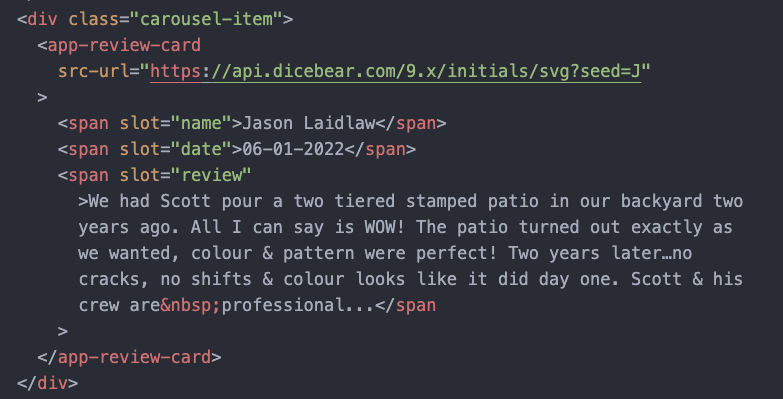 <div class="carousel-item">
<app-review-card
src-url="https://api.dicebear.com/9.x/initials/svg?seed=J"
>
<span slot="name">Jason Laidlaw</span>
<span slot="date">06-01-2022</span>
<span slot="review"
>We had Scott pour a two tiered stamped patio in our backyard two
years ago. All I can say is WOW! The patio turned out exactly as
we wanted, colour & pattern were perfect! Two years later…no
cracks, no shifts & colour looks like it did day one. Scott & his
crew are&nbsp;professional...</span
>
</app-review-card>
</div>